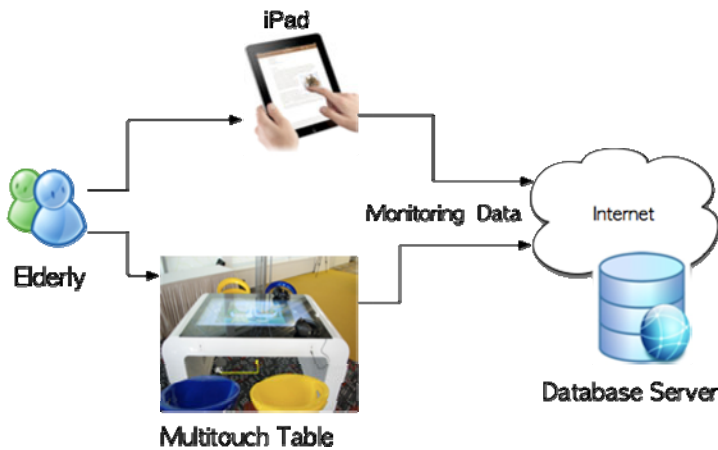 iPad
Monitoring Data
Internet
Elderly
Database Server
Multitouch Table